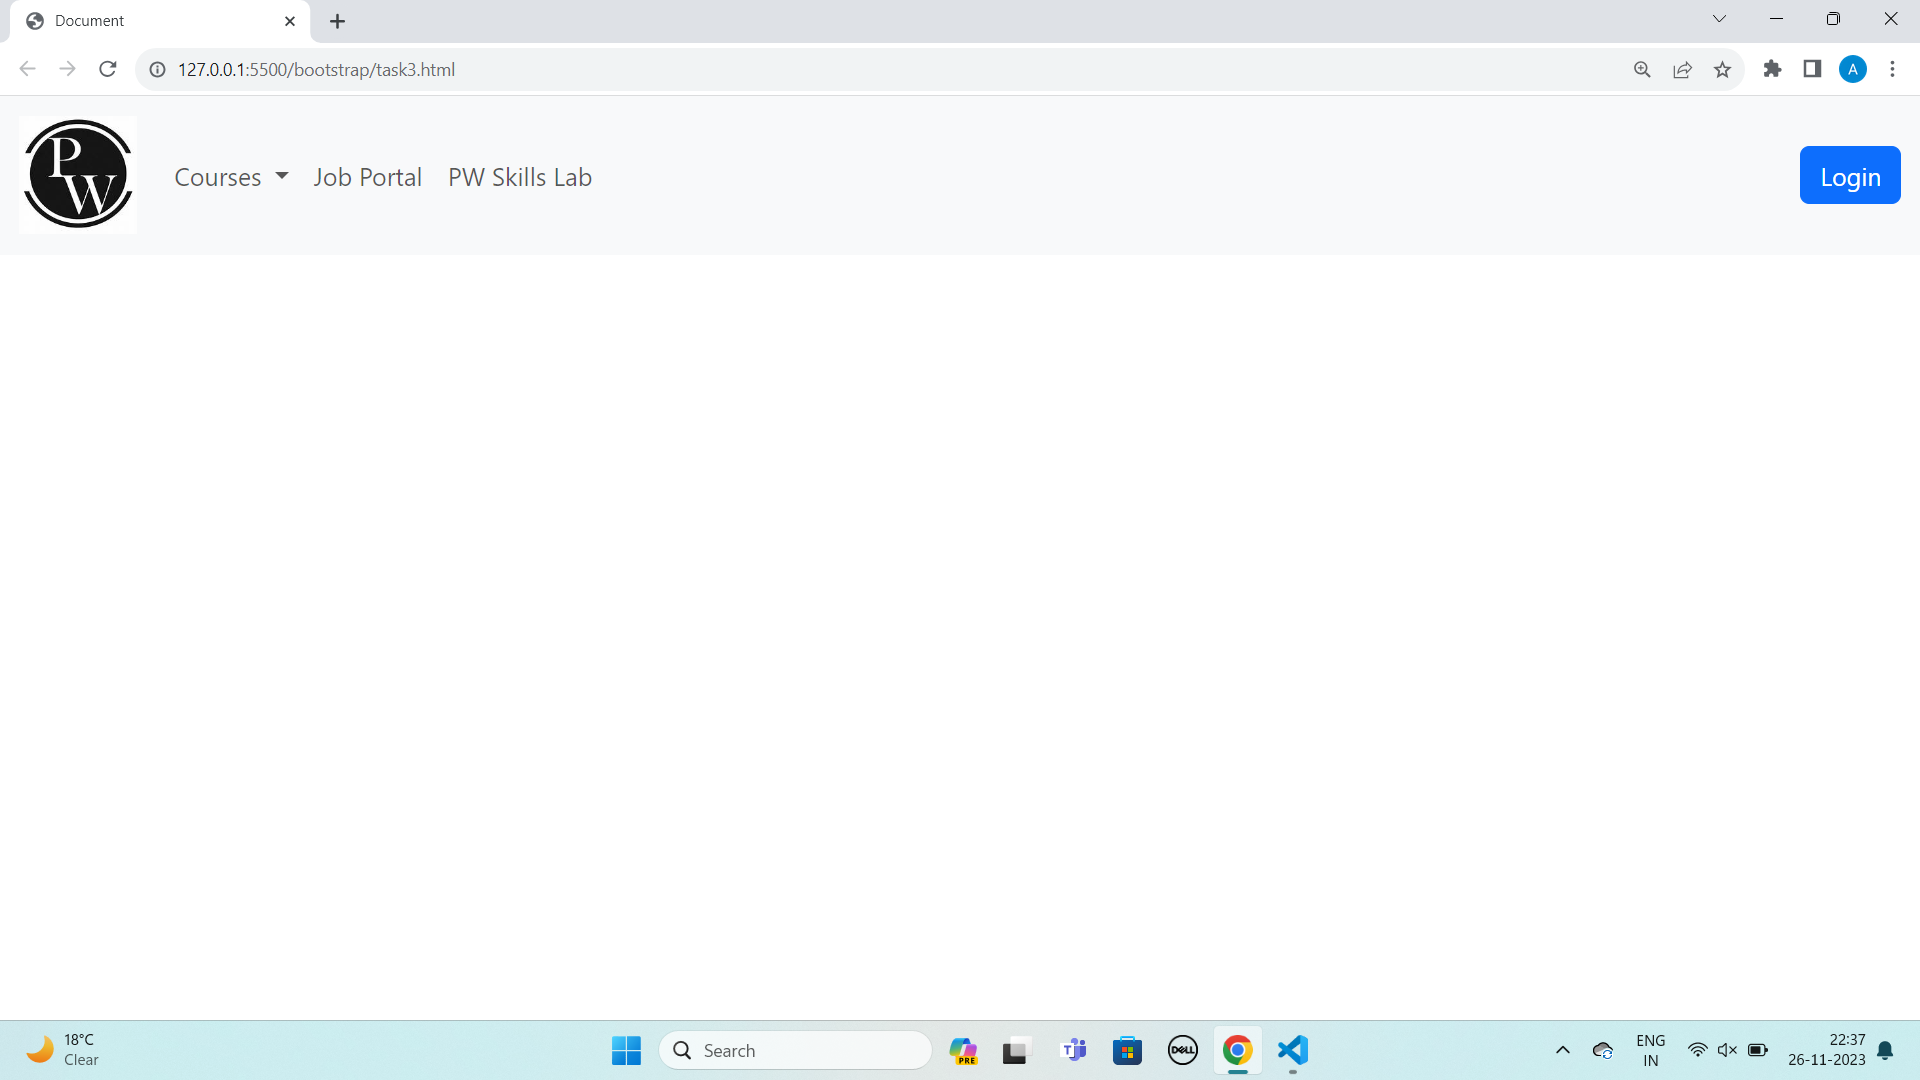 Document
127.0.0.1:5500/bootstrap/task3.html
A
PW
Courses Job Portal PW Skills Lab
Login
18°C
Clear
Search
PRE
T
DELL
ENG
IN
22:37
26-11-2023